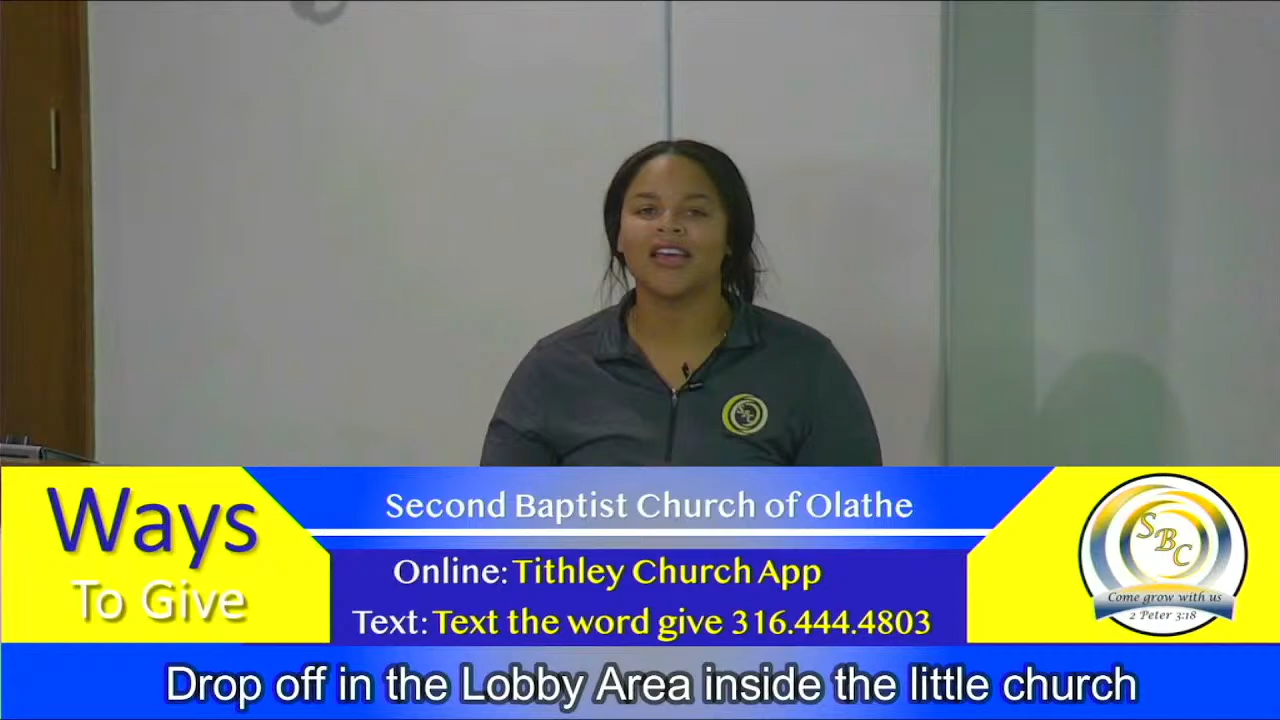 SBC
Ways
To Give
Second Baptist Church of Olathe
Online: Tithley Church App
Text: Text the word give 316.444.4803
SBC
Come grow with us
2 Peter 3:18
Drop off in the Lobby Area inside the little church